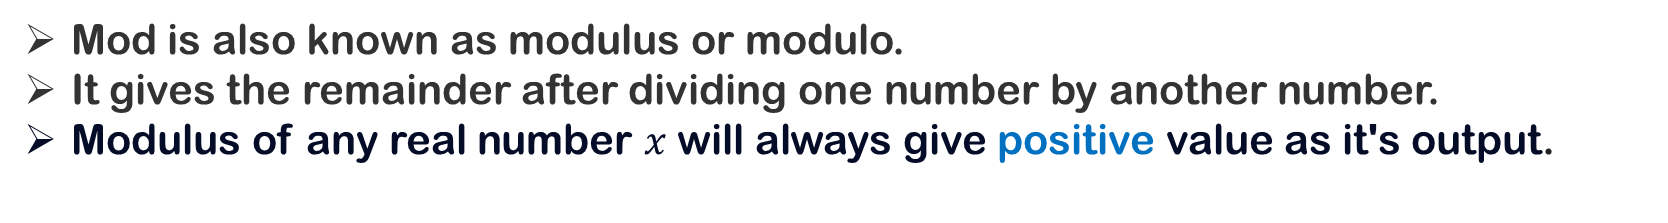 ➢ Mod is also known as modulus or modulo.
➢ It gives the remainder after dividing one number by another number.
➢ Modulus of any real number 𝑥 will always give positive value as it's output.